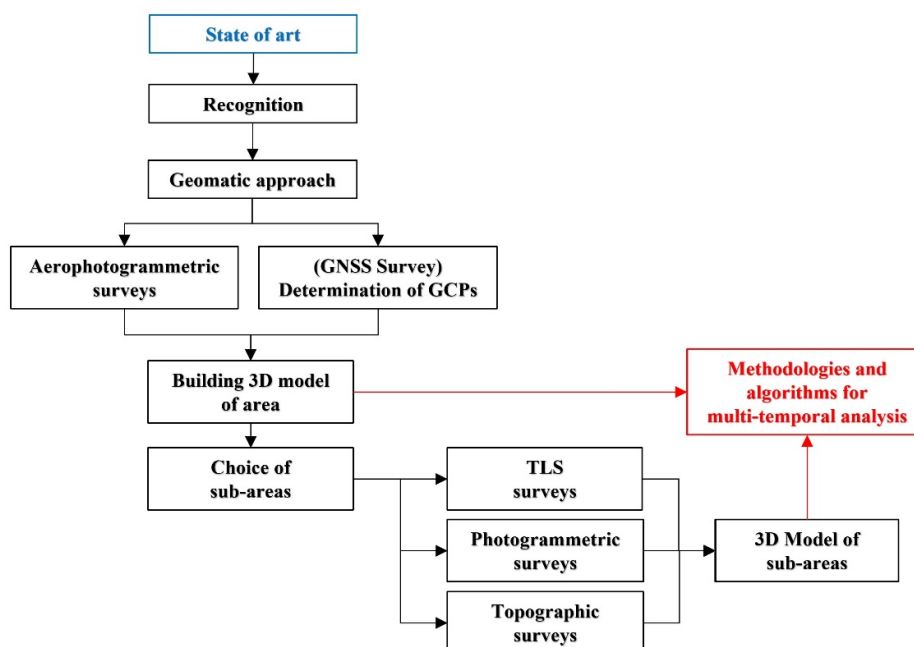 State of art
Recognition
Geomatic approach
Aerophotogrammetric
surveys
(GNSS Survey)
Determination of GCPs
Building 3D model
of area
Methodologies and
algorithms for
multi-temporal analysis
Choice of
sub-areas
TLS
surveys
Photogrammetric
surveys
3D Model of
sub-areas
Topographic
surveys